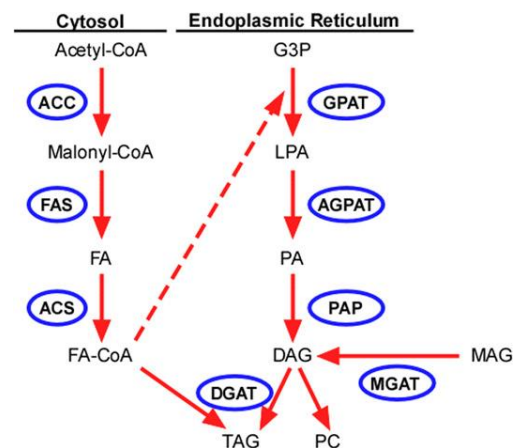 Cytosol Endoplasmic Reticulum
Acetyl-CoA G3P
ACC GPAT
Malonyl-CoA LPA
FAS AGPAT
FA PA
ACS PAP
FA-CoA DAG MAG
DGAT MGAT
TAG PC